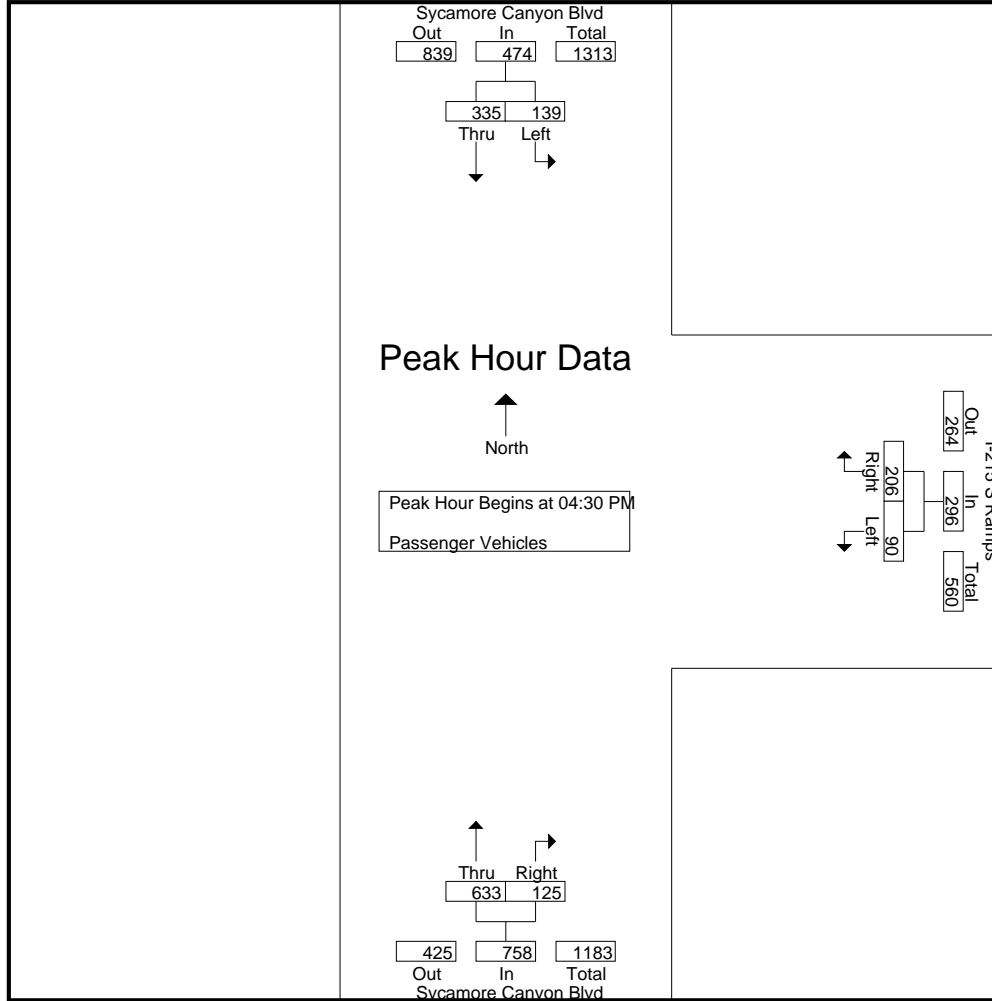 Sycamore Canyon Blvd
Out In Total
839 474 1313
335 139
Thru Left
Peak Hour Data
North
Peak Hour Begins at 04:30 PM
Passenger Vehicles
Right Left
206 90
Out In Total
264 296 560
I-215 S Ramps
Thru Right
633 125
425 758 1183
Out In Total
Sycamore Canyon Blvd